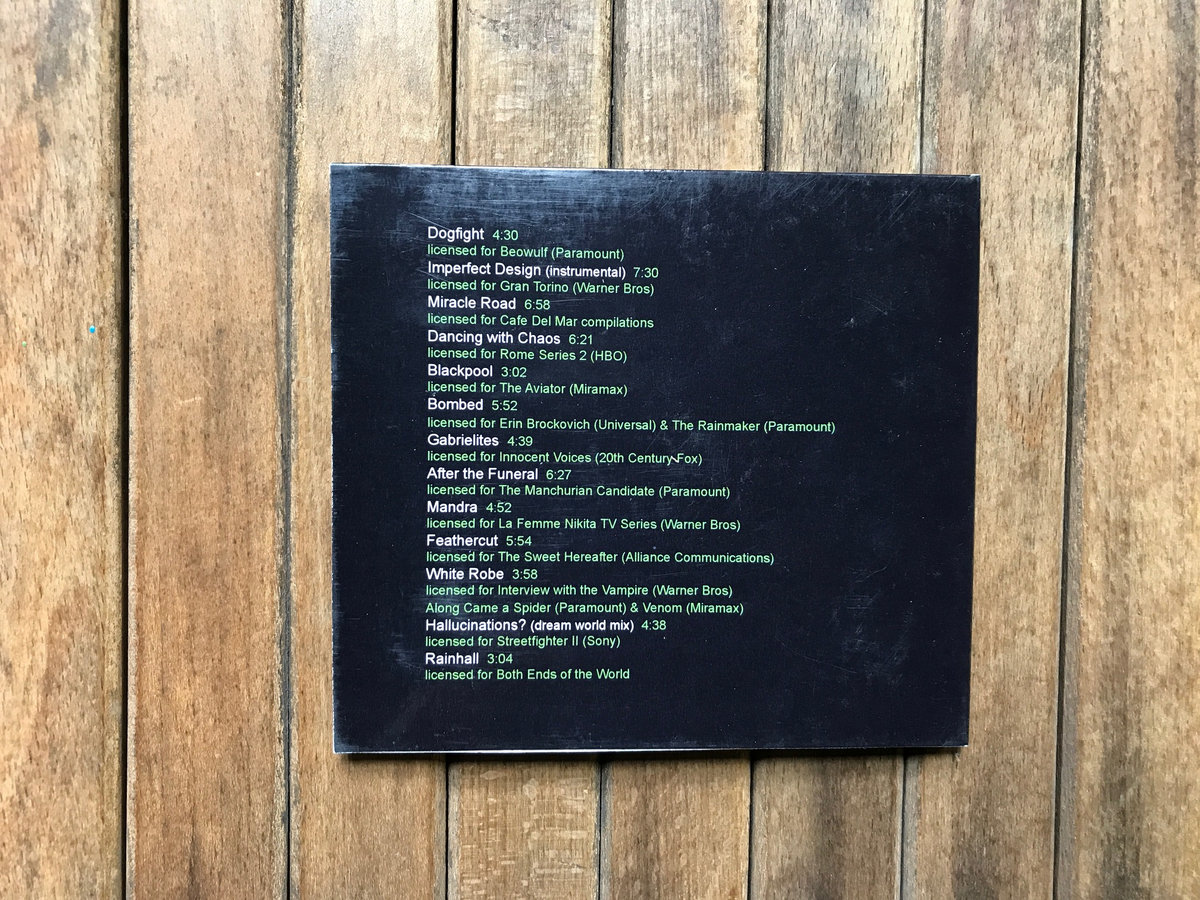 Dogfight 4:30
licensed for Beowulf (Paramount)
Imperfect Design (instrumental) 7:30
licensed for Gran Torino (Warner Bros)
Miracle Road 6:58
licensed for Cafe Del Mar compilations
Dancing with Chaos 6:21
licensed for Rome Series 2 (HBO)
Blackpool 3:02
licensed for The Aviator (Miramax)
Bombed 5:52
licensed for Erin Brockovich (Universal) & The Rainmaker (Paramount)
Gabrielites 4:39
licensed for Innocent Voices (20th Century Fox)
After the Funeral 6:27
licensed for The Manchurian Candidate (Paramount)
Mandra 4:52
licensed for La Femme Nikita TV Series (Warner Bros)
Feathercut 5:54
licensed for The Sweet Hereafter (Alliance Communications)
White Robe 3:58
licensed for Interview with the Vampire (Warner Bros)
Along Came a Spider (Paramount) & Venom (Miramax)
Hallucinations? (dream world mix) 4:38
licensed for Streetfighter II (Sony)
Rainhall 3:04
licensed for Both Ends of the World